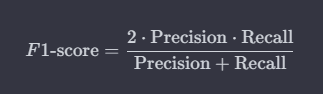 F1-score = 2 · Precision · Recall / Precision + Recall